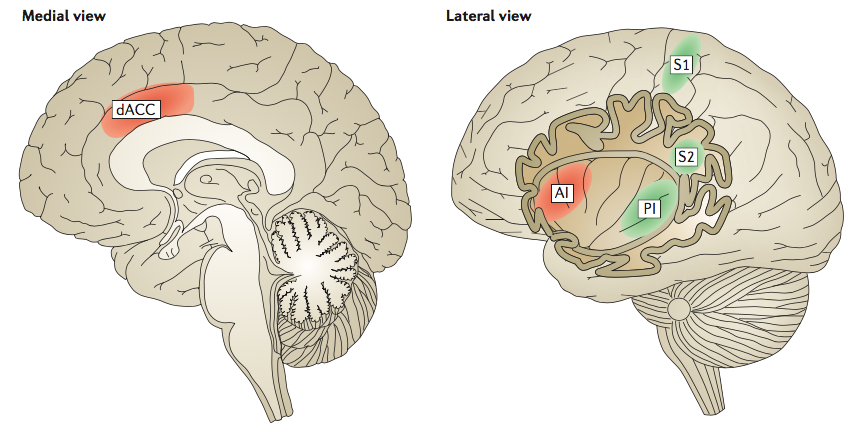 Medial view
Lateral view
dACC
S1
S2
AI
PI